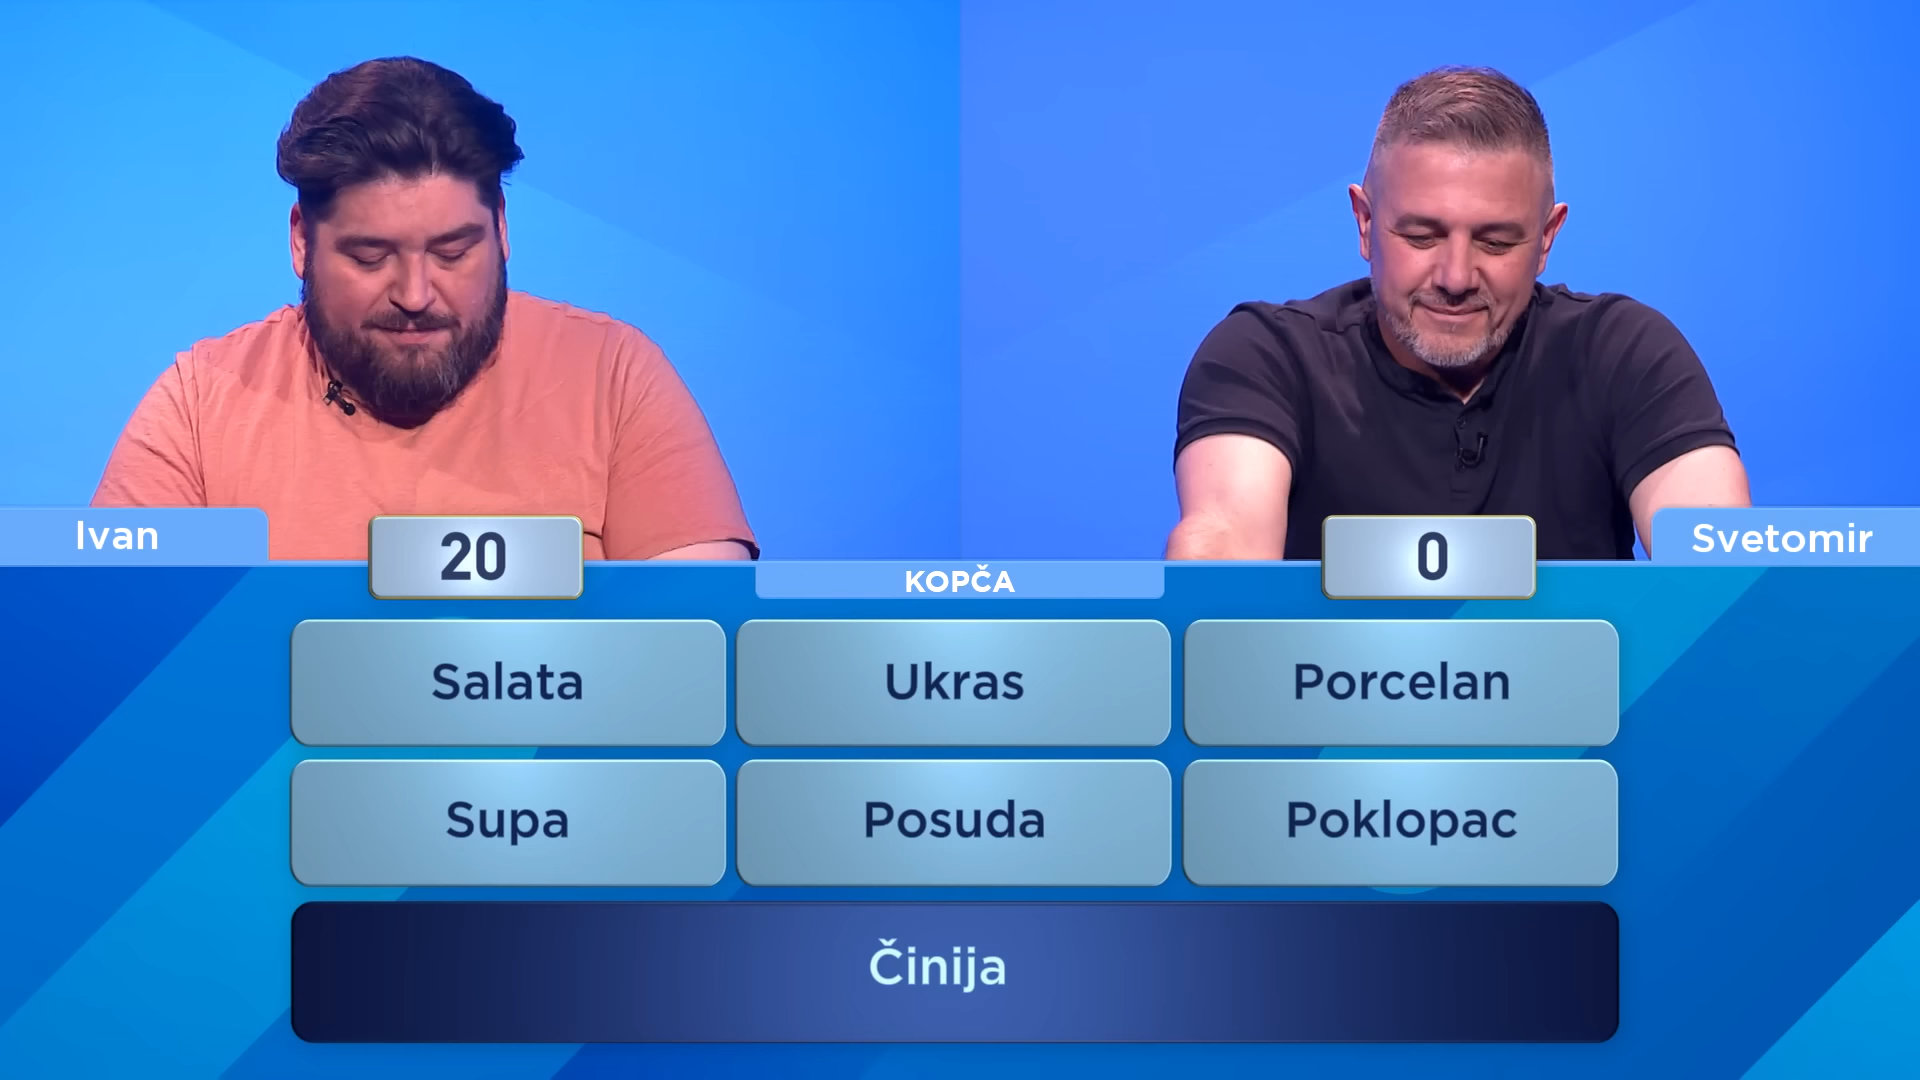 Ivan
20
KOPČA
0
Svetomir
Salata
Ukras
Porcelan
Supa
Posuda
Poklopac
Činija